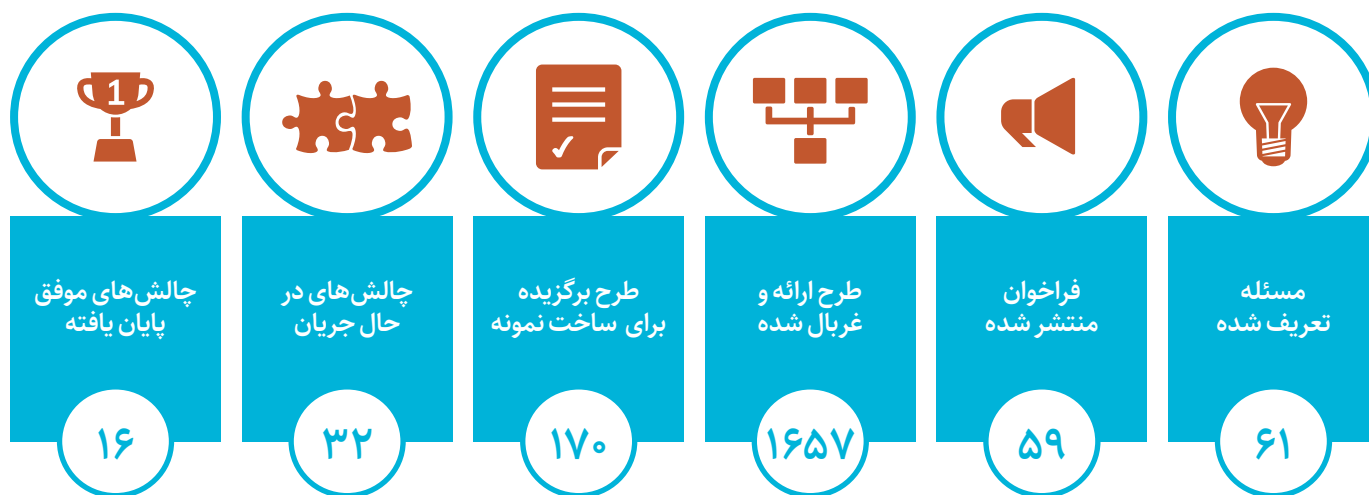 مسئله
تعریف شده
۶۱
فراخوان
منتشر شده
۵۹
طرح ارائه و
غربال شده
۱۶۵۷
طرح برگزیده
برای ساخت نمونه
۱۷۰
چالش‌های در
حال جریان
۳۲
1
چالش‌های موفق
پایان یافته
۱۶